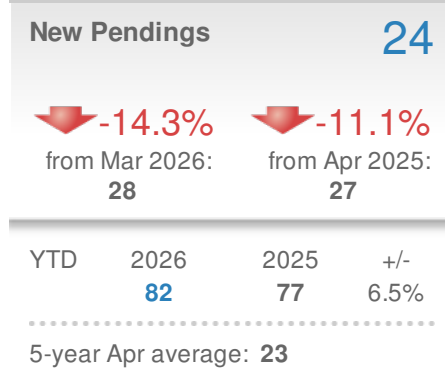 New Pendings 24
-14.3% -11.1%
from Mar 2026: from Apr 2025:
28 27
YTD 2026 2025 +/-
82 77 6.5%
5-year Apr average: 23